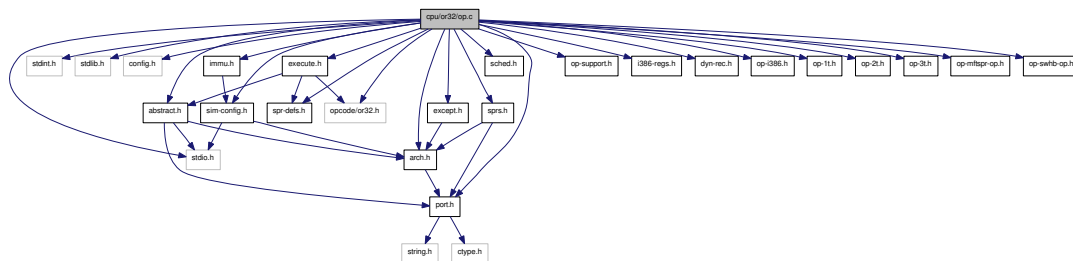 cpu/or32/op.c
stdint.h
stdlib.h
config.h
immu.h
execute.h
sched.h
op-support.h
i386-regs.h
dyn-rec.h
op-i386.h
op-1t.h
op-2t.h
op-3t.h
op-mftspr-op.h
op-swhb-op.h
abstract.h
sim-config.h
spr-defs.h
opcode/or32.h
except.h
sprs.h
stdio.h
arch.h
port.h
string.h
ctype.h